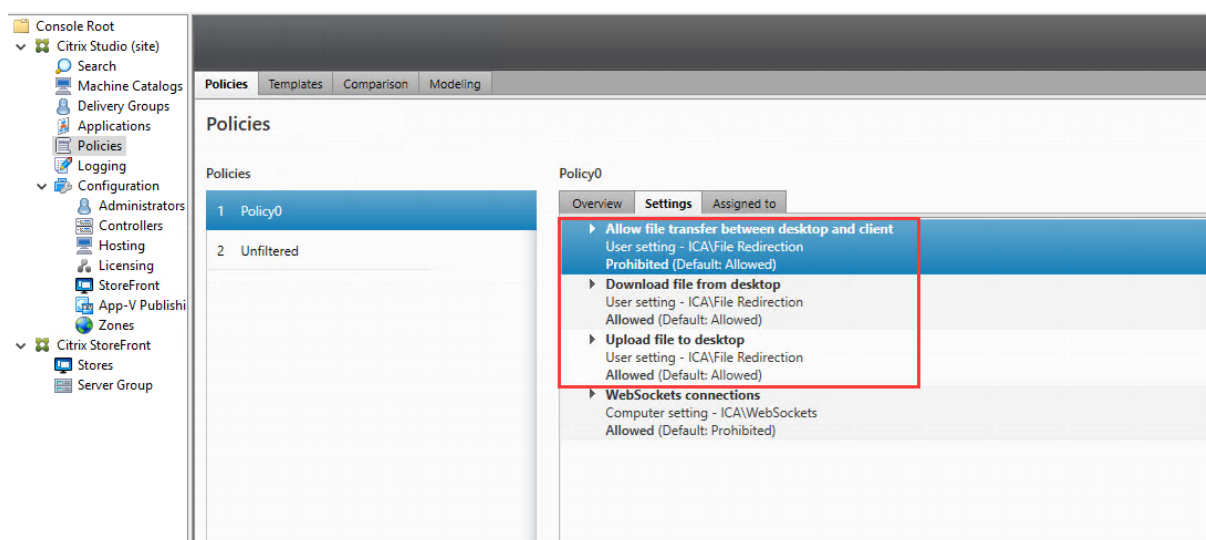 Console Root
Citrix Studio (site)
Search
Machine Catalogs
Delivery Groups
Applications
Policies
Logging
Configuration
Administrators
Controllers
Hosting
Licensing
StoreFront
App-V Publishi
Zones
Citrix StoreFront
Stores
Server Group
Policies Templates Comparison Modeling
Policies
Policies
1 Policy0
2 Unfiltered
Policy0
Overview Settings Assigned to
Allow file transfer between desktop and client
User setting - ICA\File Redirection
Prohibited (Default: Allowed)
Download file from desktop
User setting - ICA\File Redirection
Allowed (Default: Allowed)
Upload file to desktop
User setting - ICA\File Redirection
Allowed (Default: Allowed)
WebSockets connections
Computer setting - ICA\WebSockets
Allowed (Default: Prohibited)